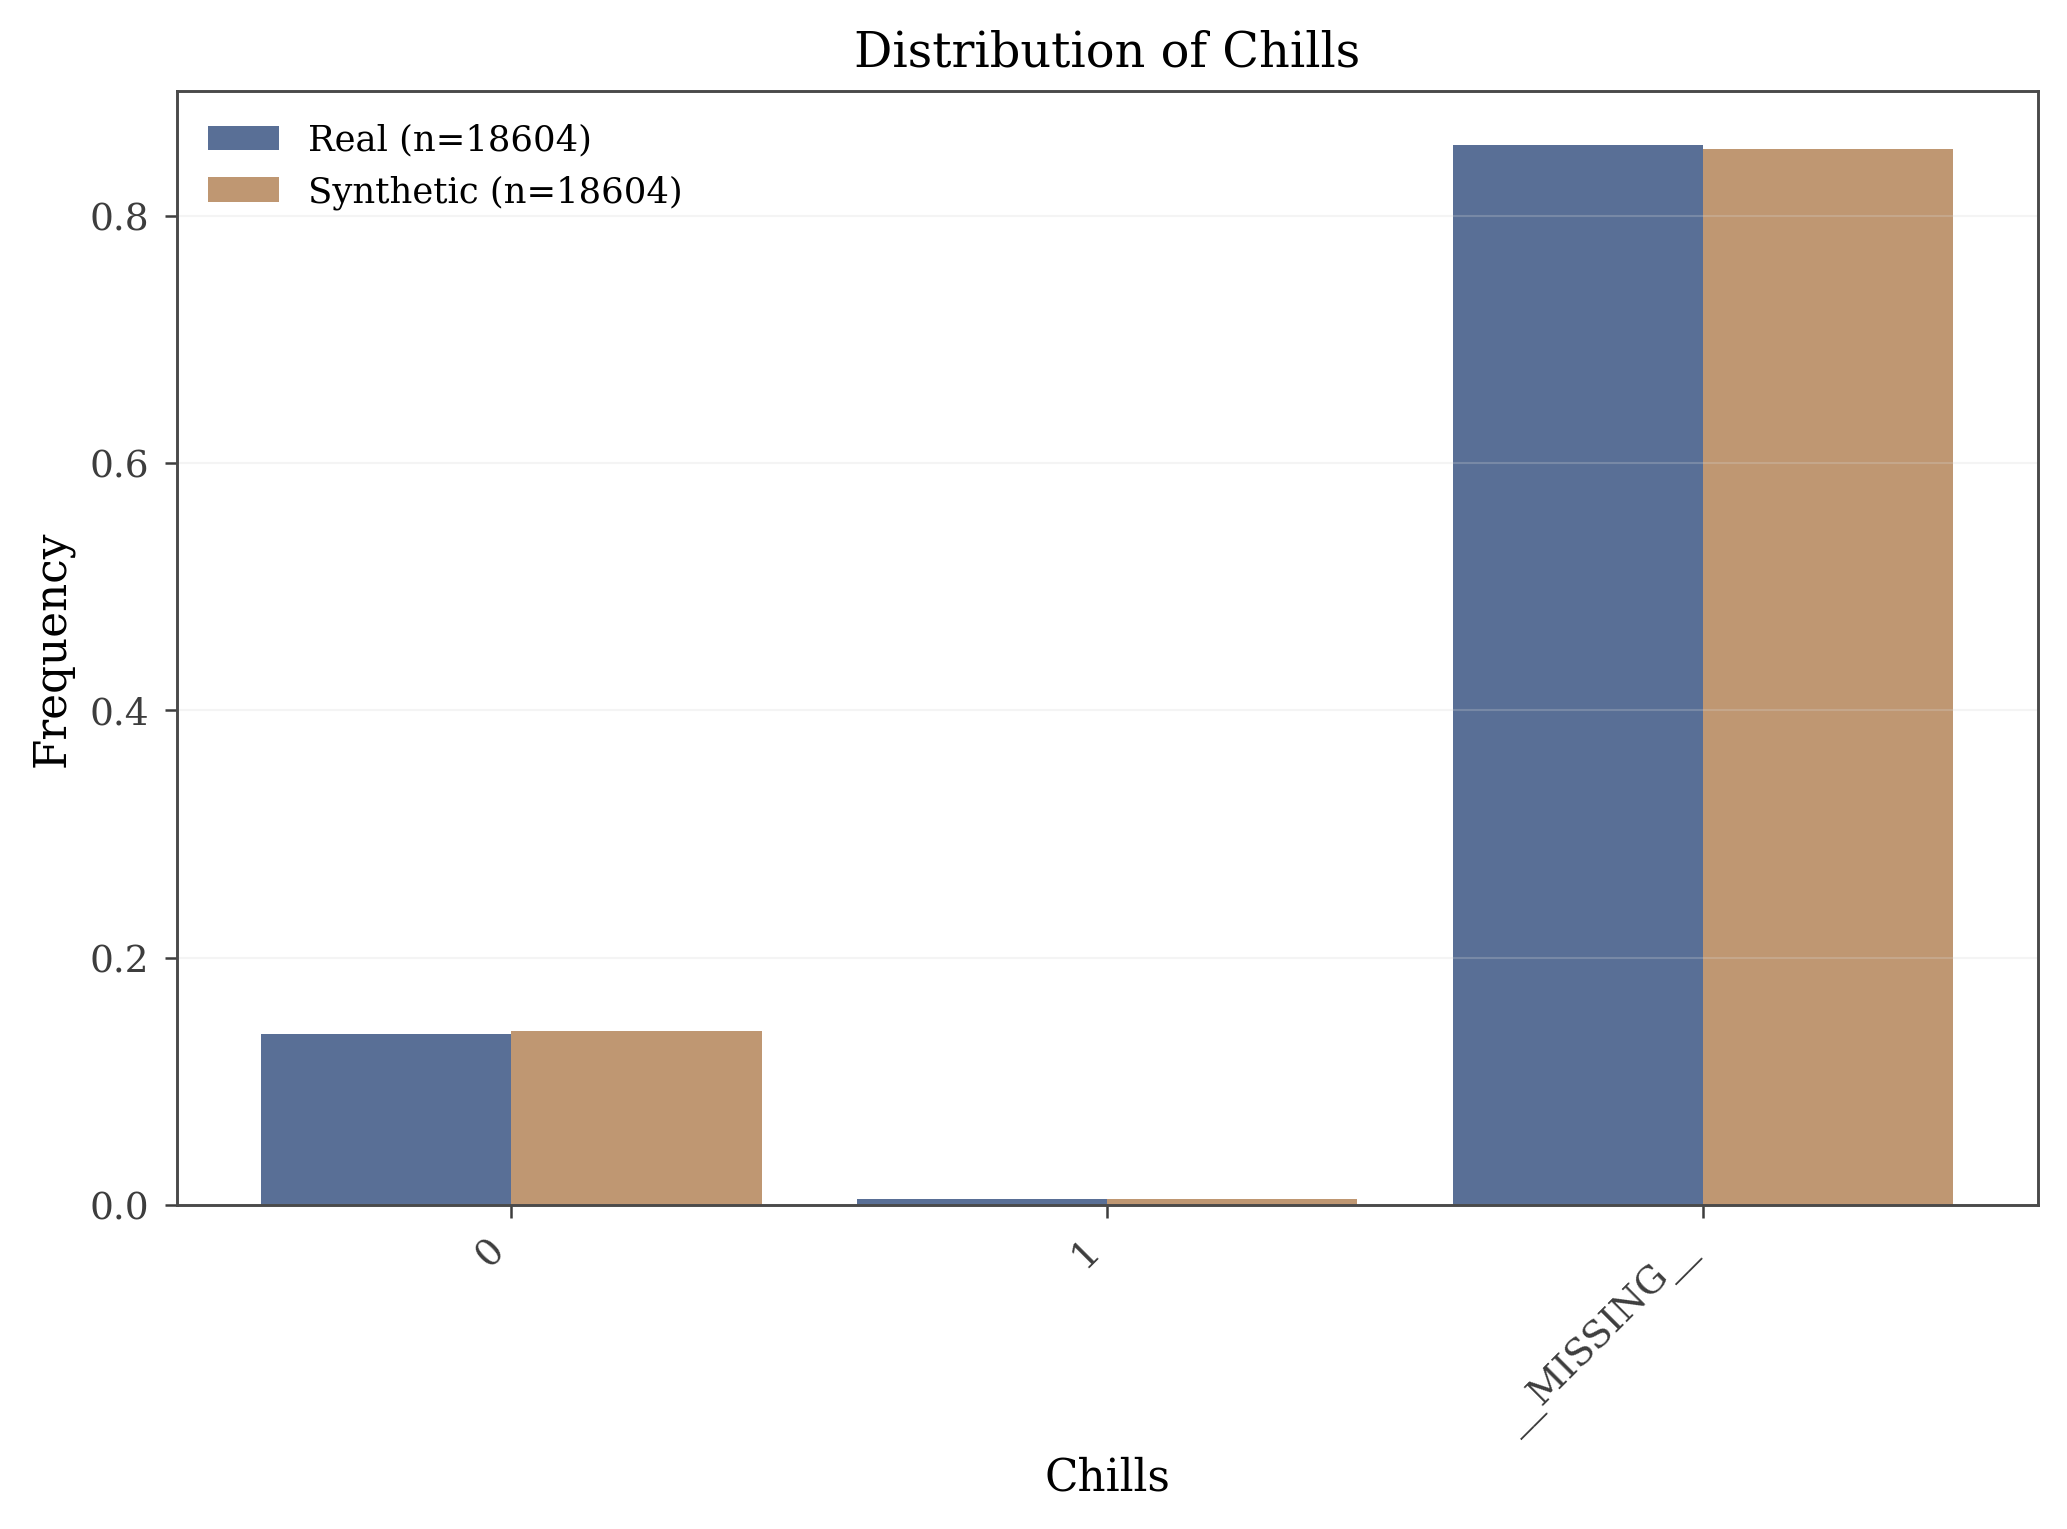 Distribution of Chills
Real (n=18604)
Synthetic (n=18604)
Frequency
0.8
0.6
0.4
0.2
0.0
0
1
__MISSING__
Chills